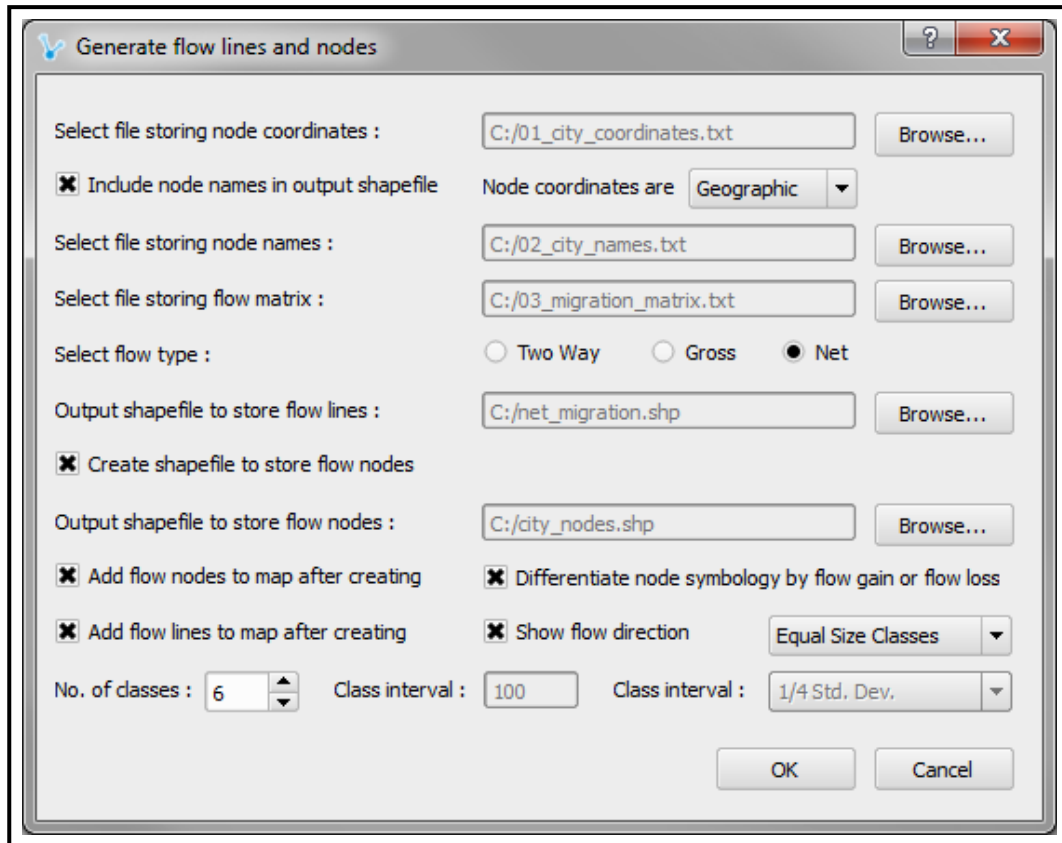 Generate flow lines and nodes
?
Select file storing node coordinates :
C:/01_city_coordinates.txt
Browse...
Include node names in output shapefile
Node coordinates are
Geographic
Select file storing node names :
C:/02_city_names.txt
Browse...
Select file storing flow matrix :
C:/03_migration_matrix.txt
Browse...
Select flow type :
Two Way
Gross
Net
Output shapefile to store flow lines :
C:/net_migration.shp
Browse...
Create shapefile to store flow nodes
Output shapefile to store flow nodes :
C:/city_nodes.shp
Browse...
Add flow nodes to map after creating
Differentiate node symbology by flow gain or flow loss
Add flow lines to map after creating
Show flow direction
Equal Size Classes
No. of classes :
6
Class interval :
100
Class interval :
1/4 Std. Dev.
OK
Cancel